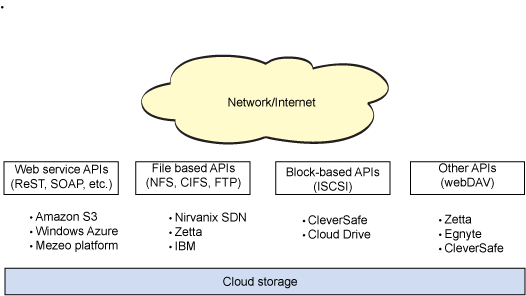 Network/Internet
Web service APIs
(ReST, SOAP, etc.)
File based APIs
(NFS, CIFS, FTP)
Block-based APIs
(ISCSI)
Other APIs
(webDAV)
• Amazon S3
• Windows Azure
• Mezeo platform
• Nirvanix SDN
• Zetta
• IBM
• CleverSafe
• Cloud Drive
• Zetta
• Egnyte
• CleverSafe
Cloud storage